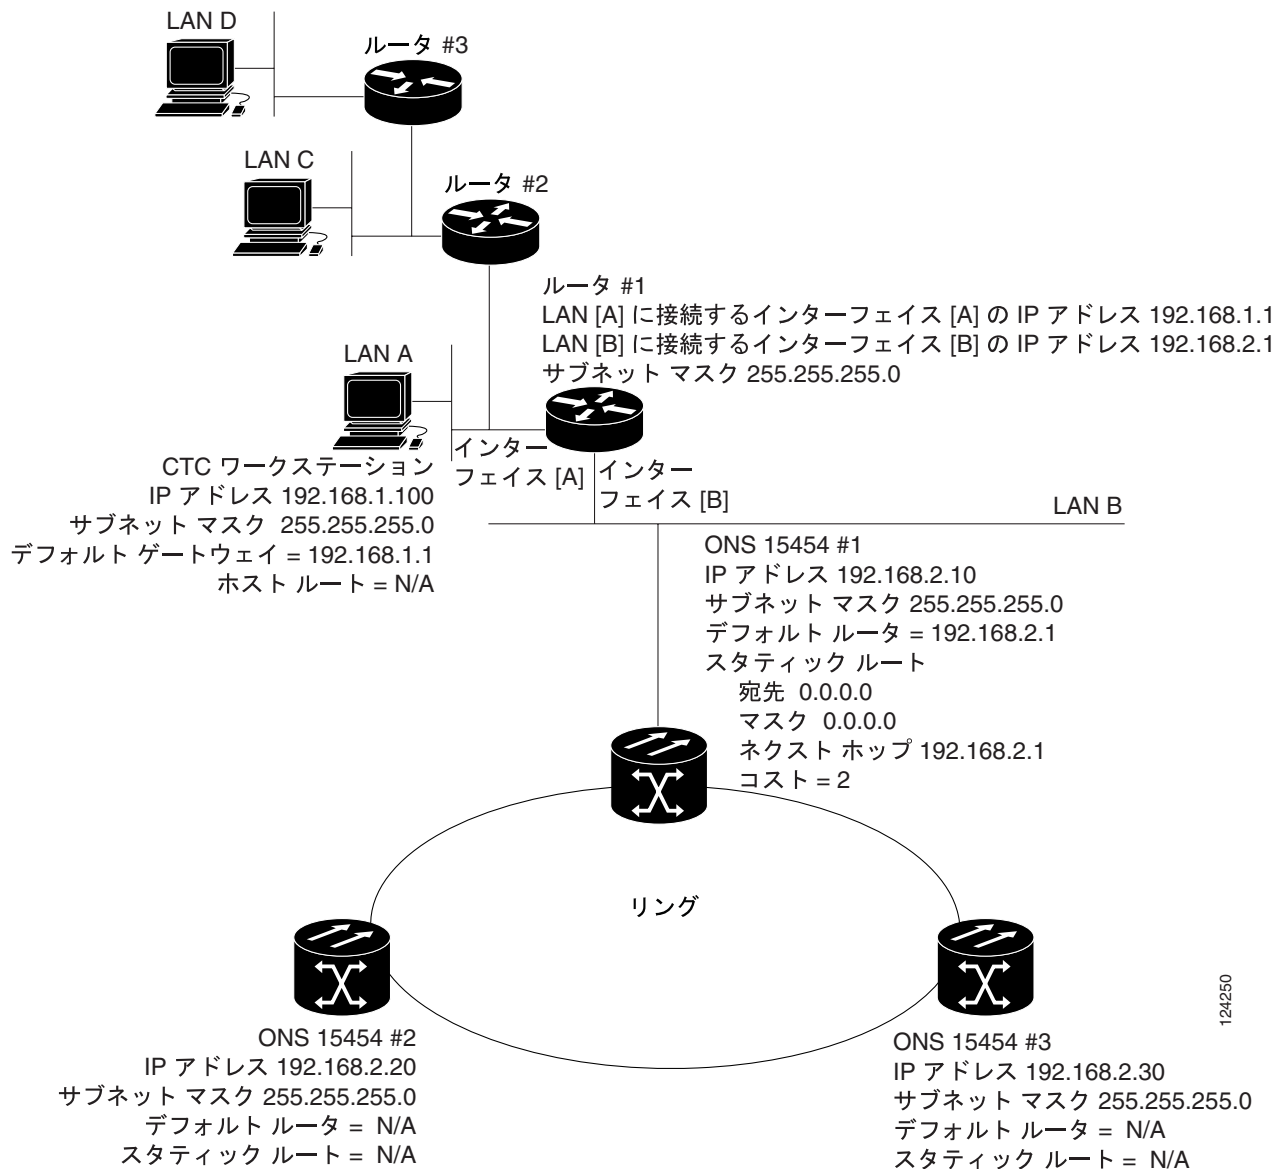 LAN D
ルータ #3
LAN C
ルータ #2
ルータ #1
LAN [A] に接続するインターフェイス [A] の IP アドレス 192.168.1.1
LAN [B] に接続するインターフェイス [B] の IP アドレス 192.168.2.1
サブネット マスク 255.255.255.0
LAN A
インター
フェイス [A]
インター
フェイス [B]
CTC ワークステーション
IP アドレス 192.168.1.100
サブネット マスク 255.255.255.0
デフォルト ゲートウェイ = 192.168.1.1
ホスト ルート = N/A
LAN B
ONS 15454 #1
IP アドレス 192.168.2.10
サブネット マスク 255.255.255.0
デフォルト ルータ = 192.168.2.1
スタティック ルート
宛先 0.0.0.0
マスク 0.0.0.0
ネクスト ホップ 192.168.2.1
コスト = 2
リング
ONS 15454 #2
IP アドレス 192.168.2.20
サブネット マスク 255.255.255.0
デフォルト ルータ = N/A
スタティック ルート = N/A
ONS 15454 #3
IP アドレス 192.168.2.30
サブネット マスク 255.255.255.0
デフォルト ルータ = N/A
スタティック ルート = N/A
124250